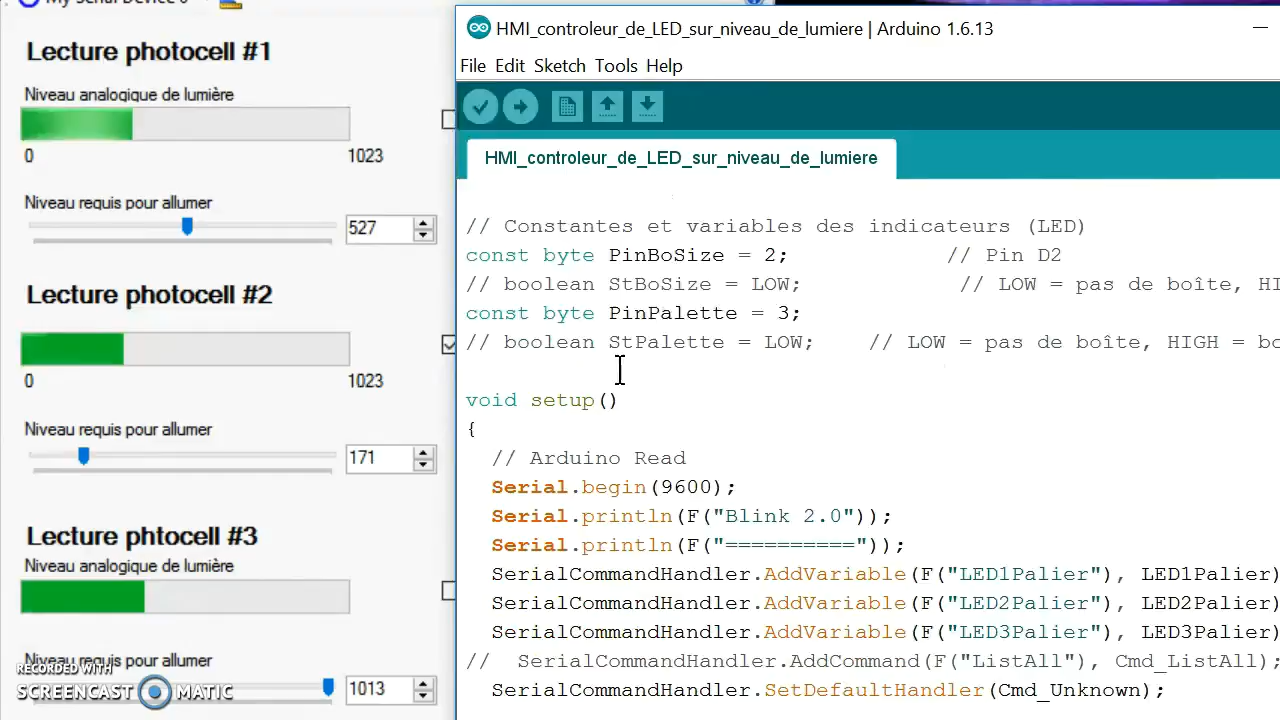 My Serial Device 0
Lecture photocell #1
Niveau analogique de lumière
0 1023
Niveau requis pour allumer
527
Lecture photocell #2
0 1023
Niveau requis pour allumer
171
Lecture phtocell #3
Niveau analogique de lumière
Niveau requis pour allumer
1013
RECORDED WITH
SCREENCAST MATIC
HMI_controleur_de_LED_sur_niveau_de_lumiere | Arduino 1.6.13
File Edit Sketch Tools Help
HMI_controleur_de_LED_sur_niveau_de_lumiere
// Constantes et variables des indicateurs (LED)
const byte PinBoSize = 2; // Pin D2
// boolean StBoSize = LOW; // LOW = pas de boîte, HI
const byte PinPalette = 3;
// boolean StPalette = LOW; // LOW = pas de boîte, HIGH = bo
void setup()
{
// Arduino Read
Serial.begin(9600);
Serial.println(F("Blink 2.0"));
Serial.println(F("=========="));
SerialCommandHandler.AddVariable(F("LED1Palier"), LED1Palier)
SerialCommandHandler.AddVariable(F("LED2Palier"), LED2Palier)
SerialCommandHandler.AddVariable(F("LED3Palier"), LED3Palier)
// SerialCommandHandler.AddCommand(F("ListAll"), Cmd_ListAll);
SerialCommandHandler.SetDefaultHandler(Cmd_Unknown);